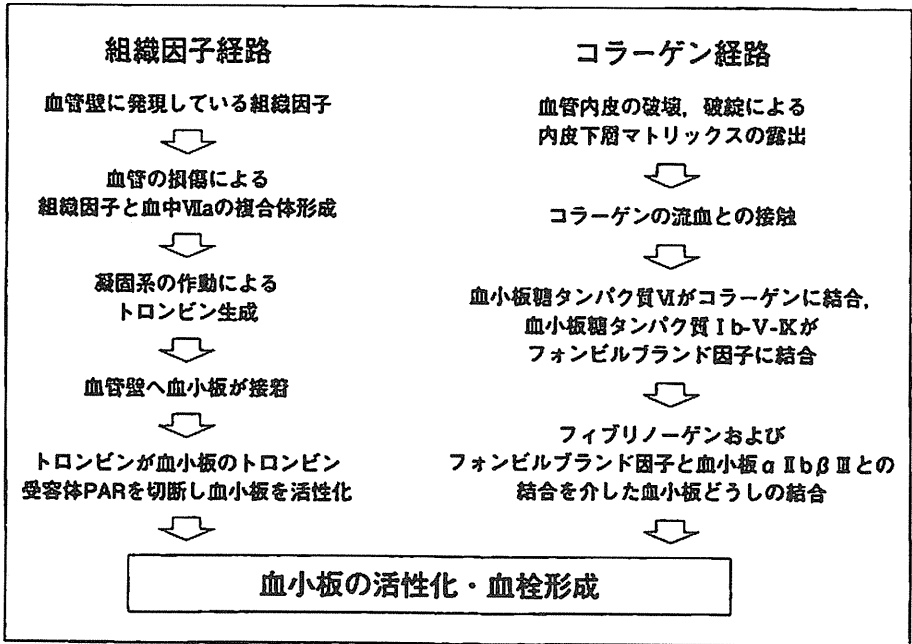 組織因子経路
血管壁に発現している組織因子
血管の損傷による
組織因子と血中Ⅶaの複合体形成
凝固系の作動による
トロンビン生成
血管壁へ血小板が接着
トロンビンが血小板のトロンビン
受容体PARを切断し血小板を活性化
コラーゲン経路
血管内皮の破壊，破綻による
内皮下層マトリックスの露出
コラーゲンの流血との接触
血小板糖タンパク質Ⅵがコラーゲンに結合，
血小板糖タンパク質Ⅰb-Ⅴ-Ⅸが
フォンビルブランド因子に結合
フィブリノーゲンおよび
フォンビルブランド因子と血小板αⅡbβⅢとの
結合を介した血小板どうしの結合
血小板の活性化・血栓形成